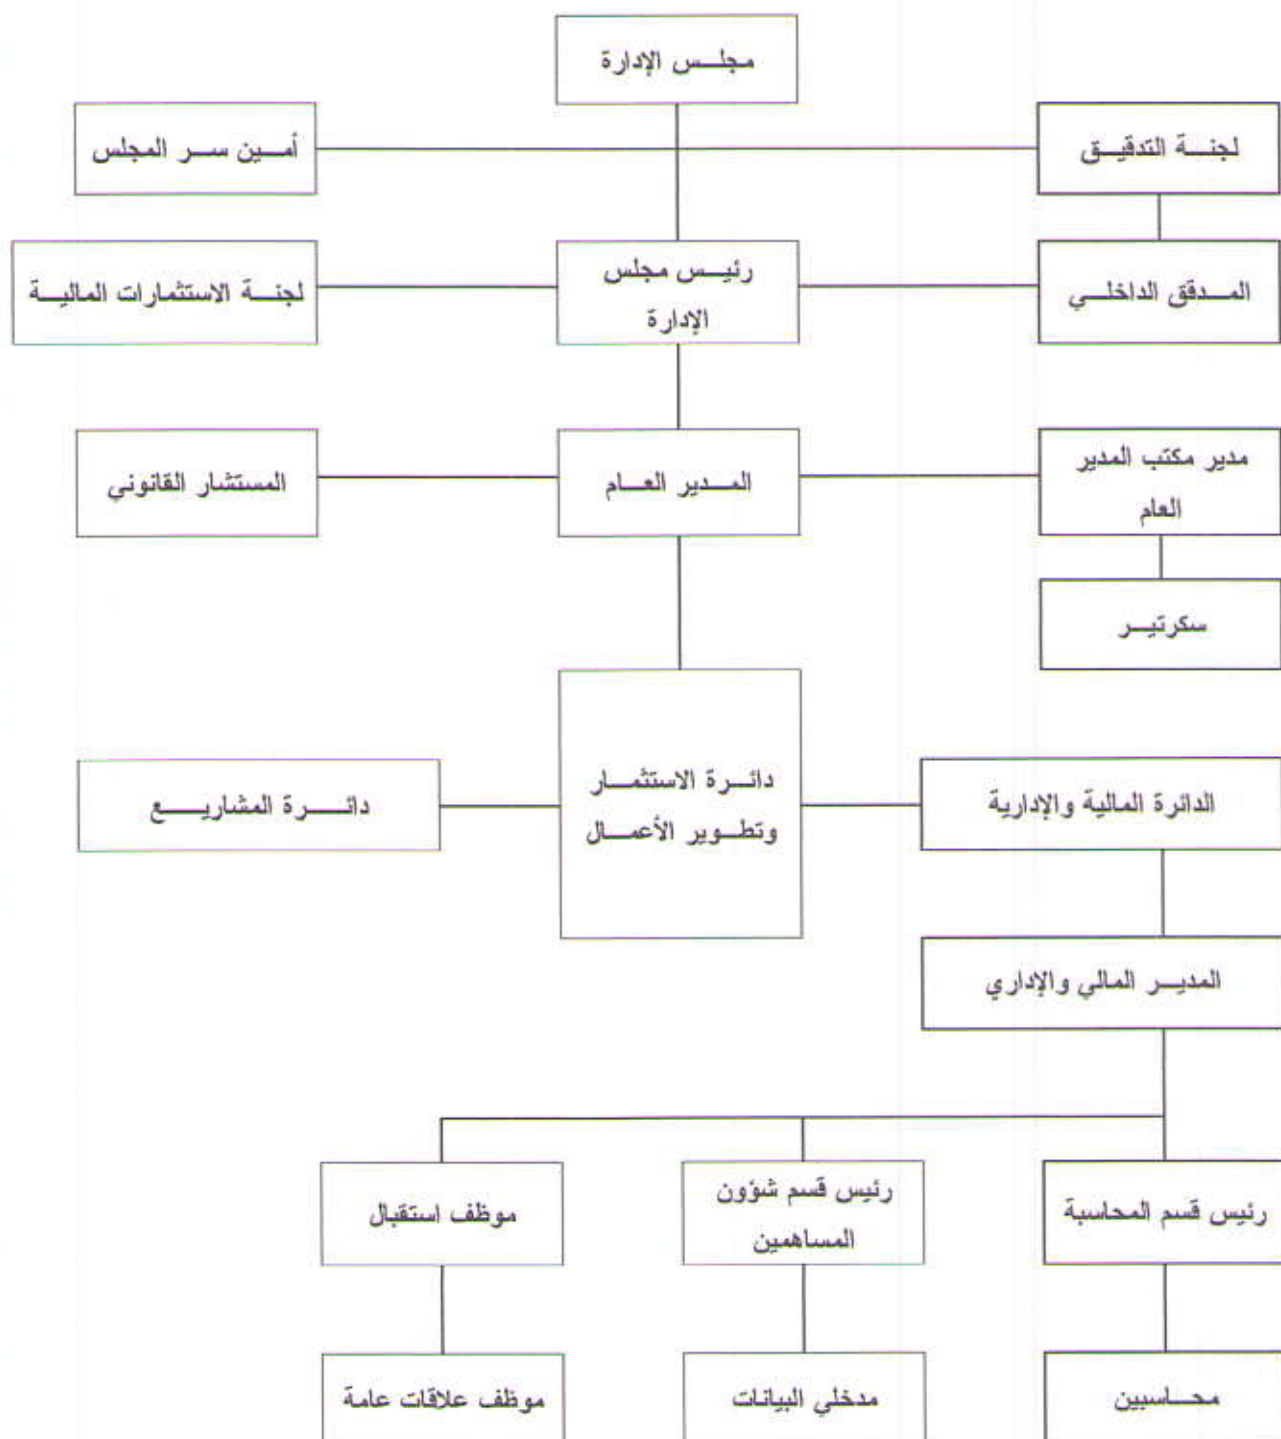 مجلس الإدارة
لجنة التدقيق
أمين سر المجلس
المدقق الداخلي
رئيس مجلس
الإدارة
لجنة الاستثمارات المالية
مدير مكتب المدير
العام
المدير العام
المستشار القانوني
سكرتير
الدائرة المالية والإدارية
دائرة الاستثمار
وتطوير الأعمال
دائرة المشاريع
المدير المالي والإداري
رئيس قسم المحاسبة
رئيس قسم شؤون
المساهمين
موظف استقبال
محاسبين
مدخلي البيانات
موظف علاقات عامة